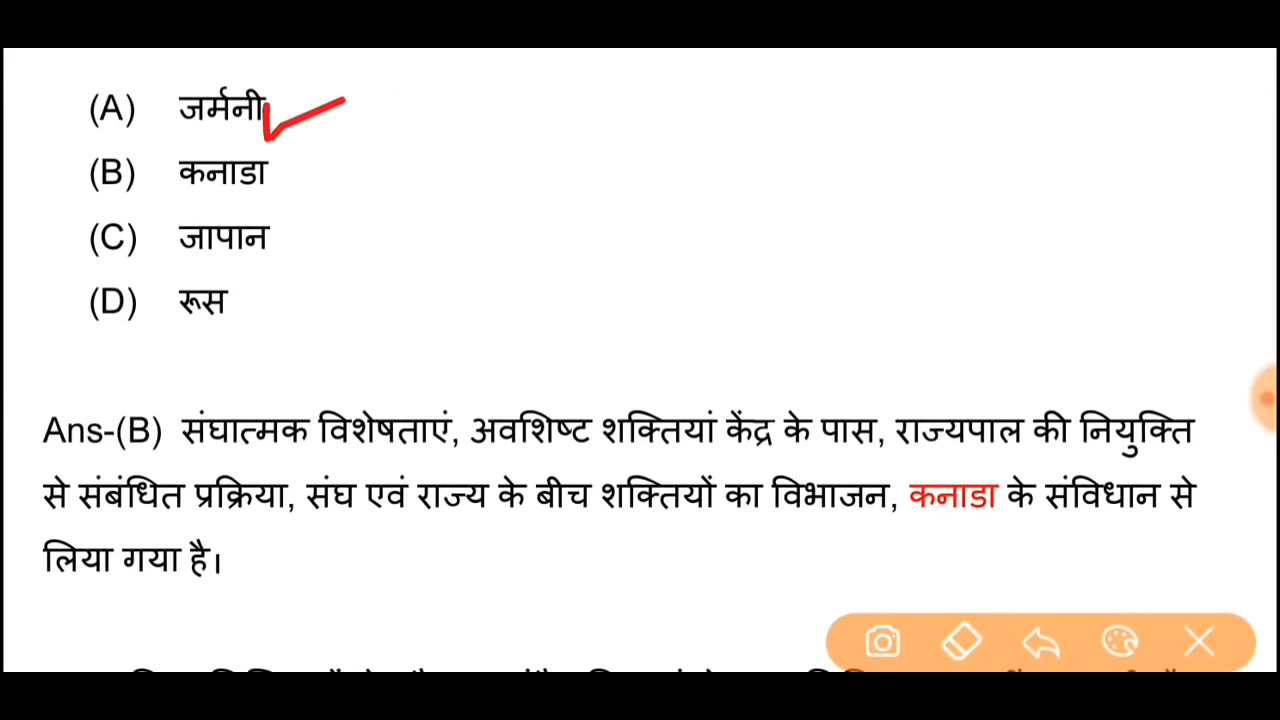 (A) जर्मनी
(B) कनाडा
(C) जापान
(D) रूस
Ans-(B) संघात्मक विशेषताएं, अवशिष्ट शक्तियां केंद्र के पास, राज्यपाल की नियुक्ति
से संबंधित प्रक्रिया, संघ एवं राज्य के बीच शक्तियों का विभाजन, कनाडा के संविधान से
लिया गया है।